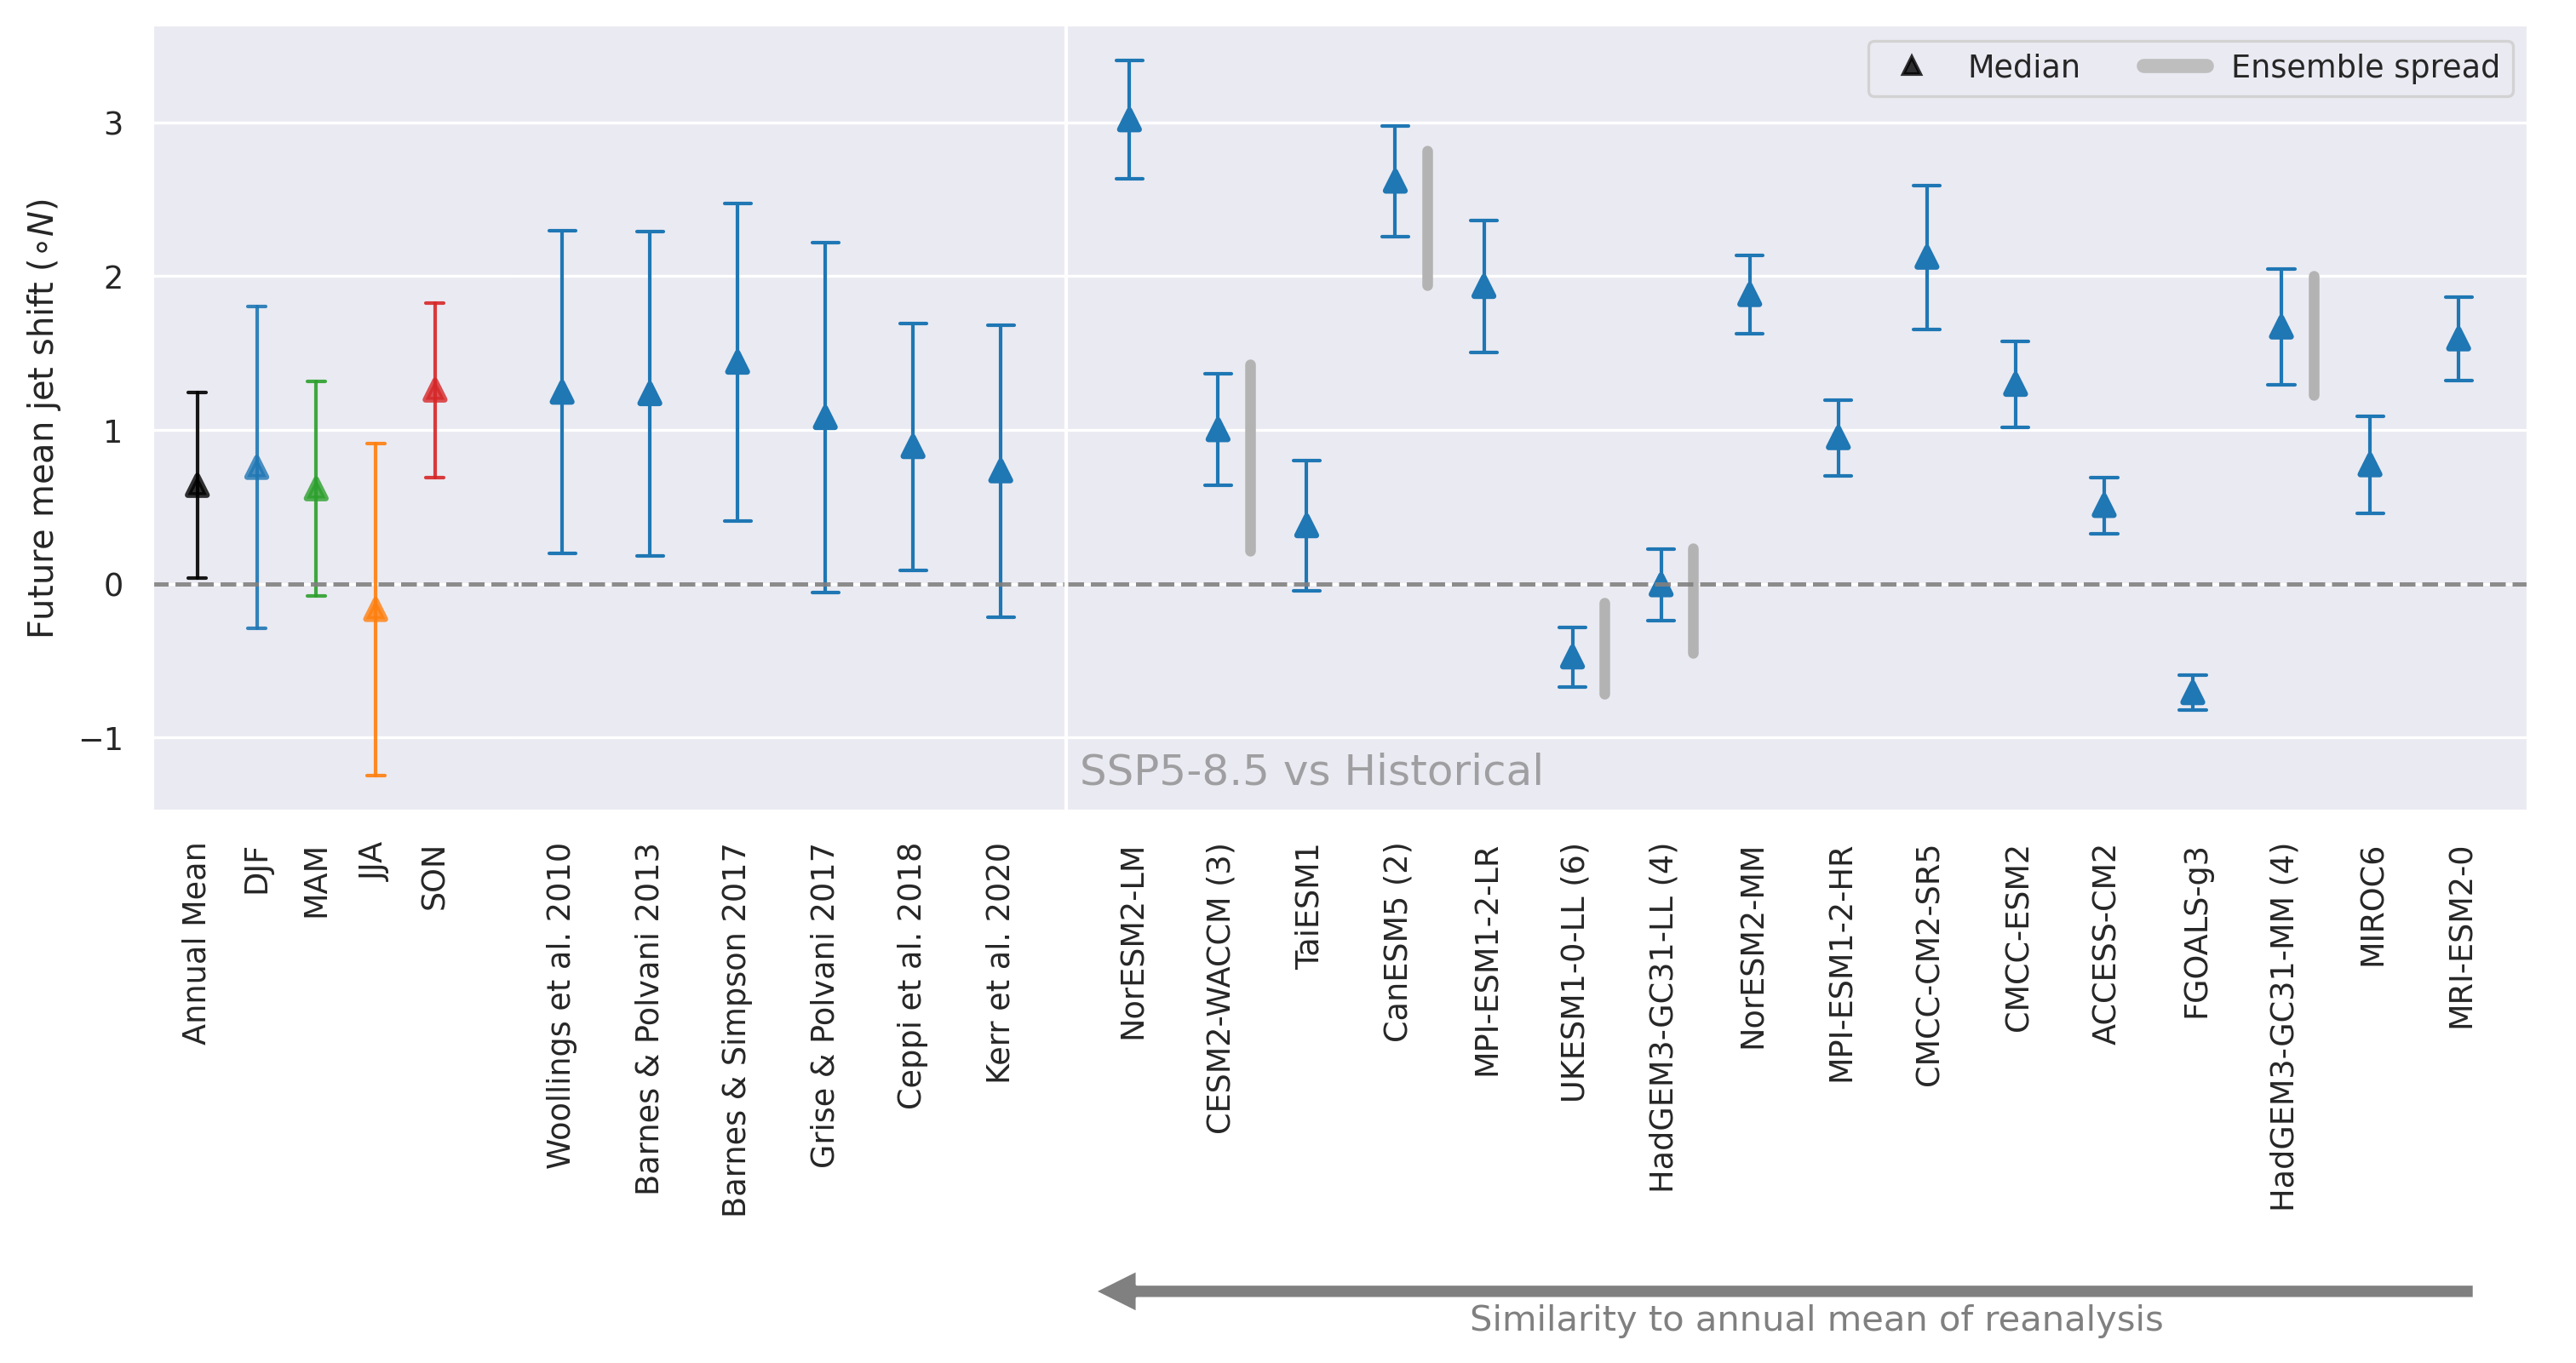 Median
Ensemble spread
Future mean jet shift (∘N)
3
2
1
0
−1
SSP5-8.5 vs Historical
Annual Mean
DJF
MAM
JJA
SON
Woollings et al. 2010
Barnes & Polvani 2013
Barnes & Simpson 2017
Grise & Polvani 2017
Ceppi et al. 2018
Kerr et al. 2020
NorESM2-LM
CESM2-WACCM (3)
TaiESM1
CanESM5 (2)
MPI-ESM1-2-LR
UKESM1-0-LL (6)
HadGEM3-GC31-LL (4)
NorESM2-MM
MPI-ESM1-2-HR
CMCC-CM2-SR5
CMCC-ESM2
ACCESS-CM2
FGOALS-g3
HadGEM3-GC31-MM (4)
MIROC6
MRI-ESM2-0
Similarity to annual mean of reanalysis